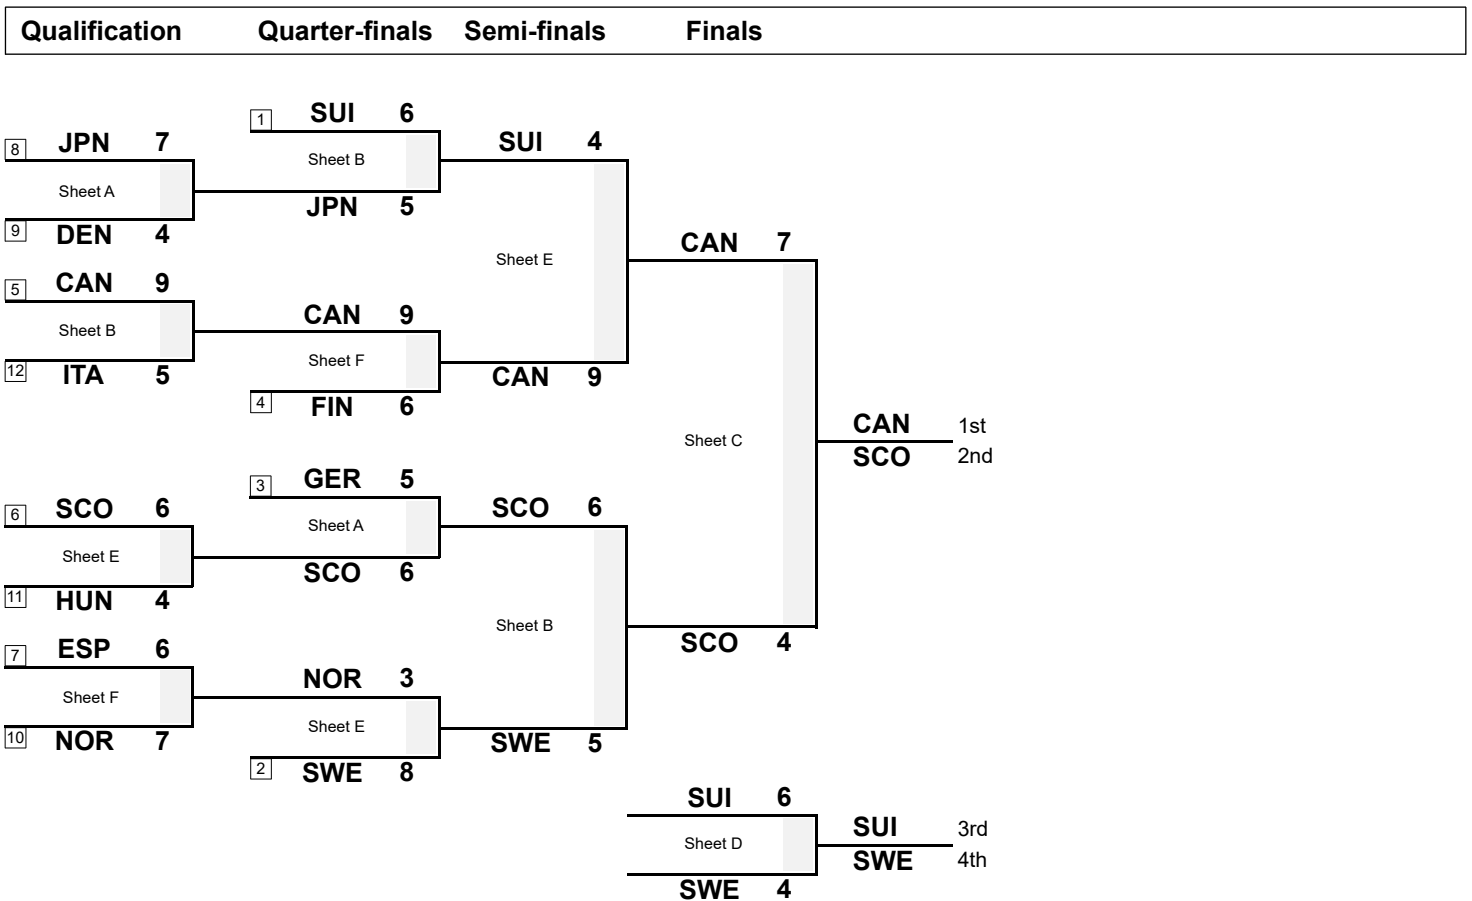 Qualification Quarter-finals Semi-finals Finals
1 SUI 6
8 JPN 7
SUI 4
Sheet B
Sheet A
JPN 5
9 DEN 4
CAN 7
Sheet E
5 CAN 9
CAN 9
Sheet B
Sheet F
12 ITA 5
CAN 9
4 FIN 6
CAN 1st
Sheet C
SCO 2nd
3 GER 5
6 SCO 6
SCO 6
Sheet A
Sheet E
SCO 6
11 HUN 4
Sheet B
SCO 4
7 ESP 6
NOR 3
Sheet F
Sheet E
10 NOR 7
SWE 5
2 SWE 8
SUI 6
SUI 3rd
Sheet D
SWE 4th
SWE 4